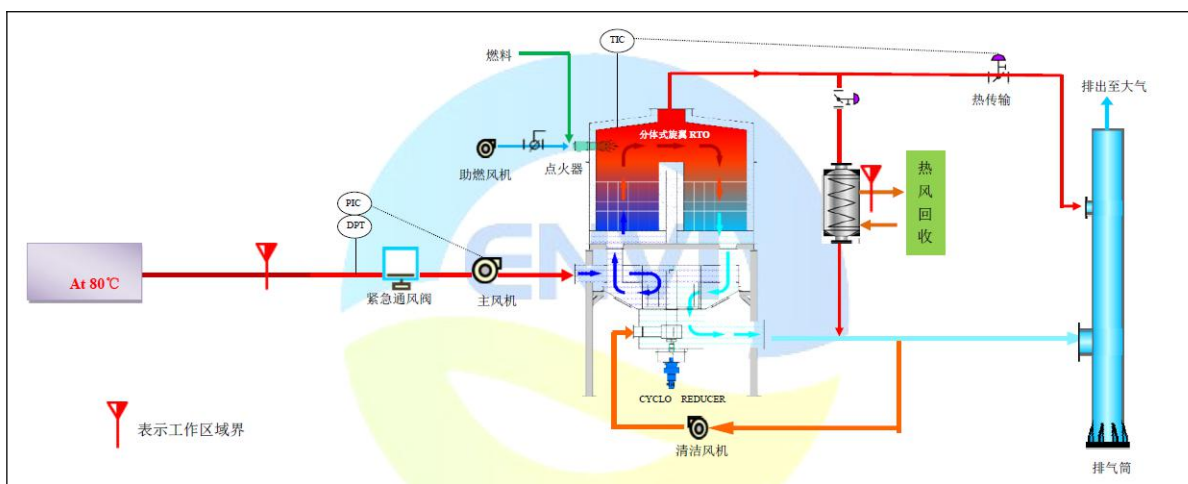 燃料
TIC
热传输
排出至大气
分体式旋翼 RTO
助燃风机
点火器
热
风
回
收
PIC
DPT
ENVI
At 80℃
紧急通风阀
主风机
CYCLO REDUCER
表示工作区域界
清洁风机
排气筒